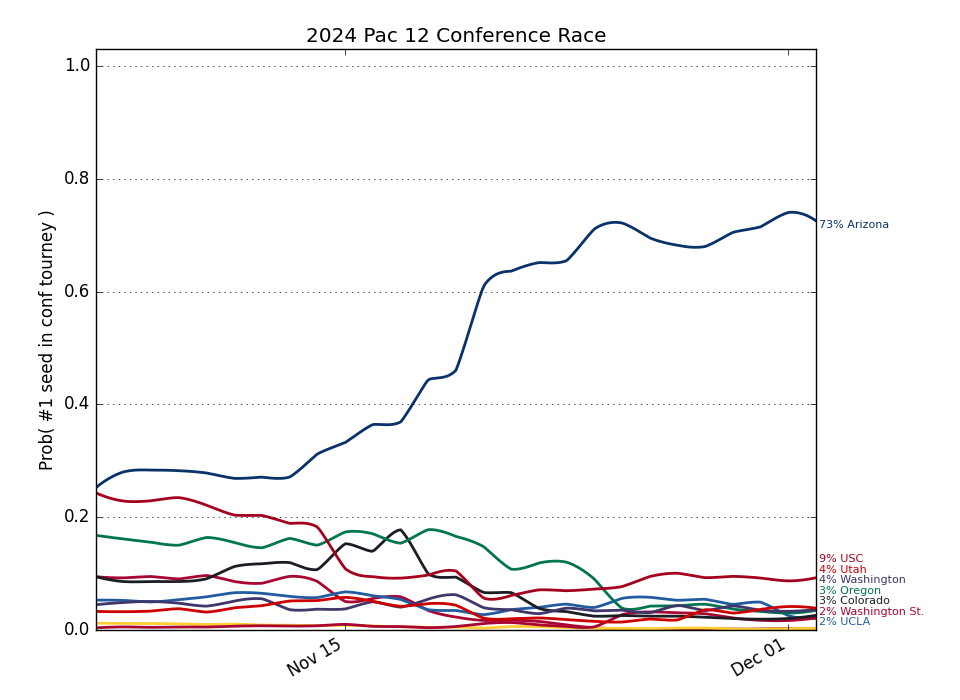 2024 Pac 12 Conference Race
Prob( #1 seed in conf tourney )
1.0
0.8
0.6
0.4
0.2
0.0
Nov 15
Dec 01
73% Arizona
9% USC
4% Utah
4% Washington
3% Oregon
3% Colorado
2% Washington St.
2% UCLA